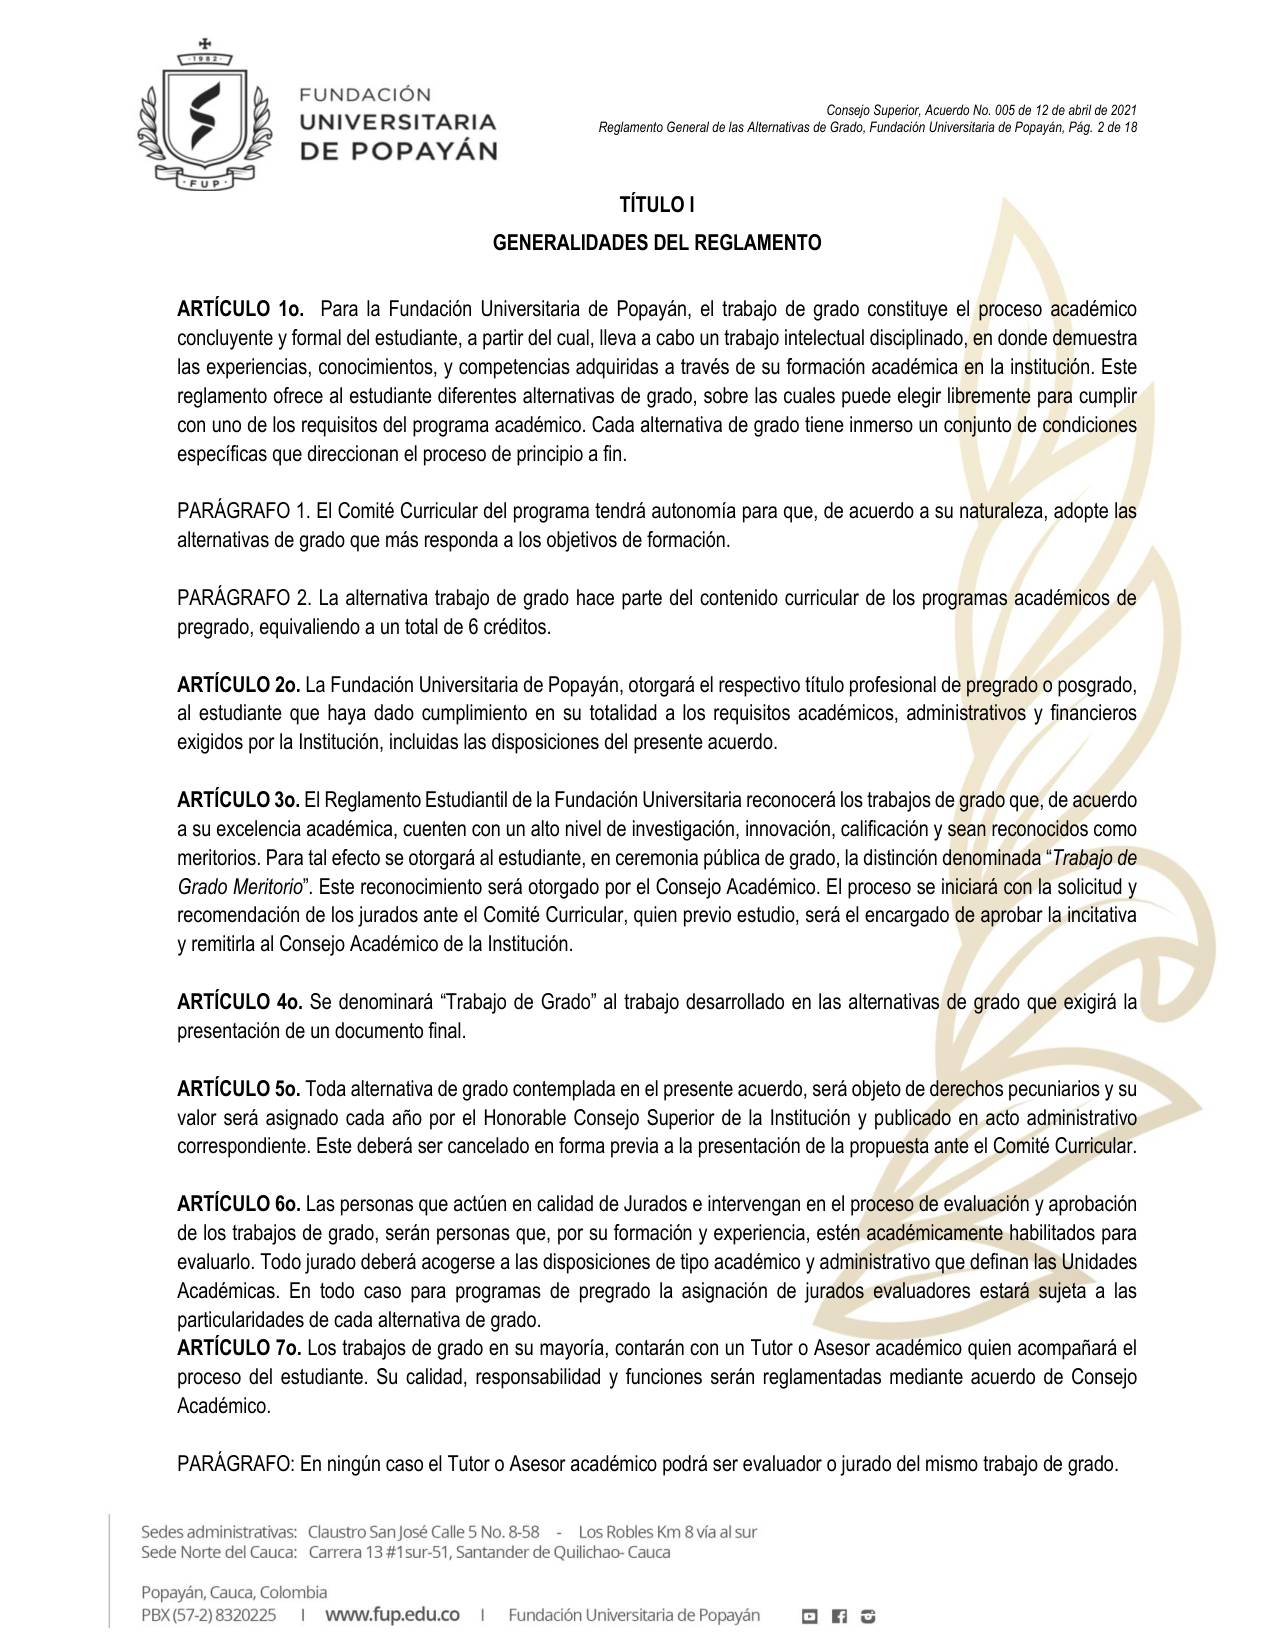 1982
FUP
FUNDACIÓN
UNIVERSITARIA
DE POPAYÁN
Consejo Superior, Acuerdo No. 005 de 12 de abril de 2021
Reglamento General de las Alternativas de Grado, Fundación Universitaria de Popayán, Pág. 2 de 18
TÍTULO I
GENERALIDADES DEL REGLAMENTO
ARTÍCULO 1o. Para la Fundación Universitaria de Popayán, el trabajo de grado constituye el proceso académico
concluyente y formal del estudiante, a partir del cual, lleva a cabo un trabajo intelectual disciplinado, en donde demuestra
las experiencias, conocimientos, y competencias adquiridas a través de su formación académica en la institución. Este
reglamento ofrece al estudiante diferentes alternativas de grado, sobre las cuales puede elegir libremente para cumplir
con uno de los requisitos del programa académico. Cada alternativa de grado tiene inmerso un conjunto de condiciones
específicas que direccionan el proceso de principio a fin.
PARÁGRAFO 1. El Comité Curricular del programa tendrá autonomía para que, de acuerdo a su naturaleza, adopte las
alternativas de grado que más responda a los objetivos de formación.
PARÁGRAFO 2. La alternativa trabajo de grado hace parte del contenido curricular de los programas académicos de
pregrado, equivaliendo a un total de 6 créditos.
ARTÍCULO 2o. La Fundación Universitaria de Popayán, otorgará el respectivo título profesional de pregrado o posgrado,
al estudiante que haya dado cumplimiento en su totalidad a los requisitos académicos, administrativos y financieros
exigidos por la Institución, incluidas las disposiciones del presente acuerdo.
ARTÍCULO 3o. El Reglamento Estudiantil de la Fundación Universitaria reconocerá los trabajos de grado que, de acuerdo
a su excelencia académica, cuenten con un alto nivel de investigación, innovación, calificación y sean reconocidos como
meritorios. Para tal efecto se otorgará al estudiante, en ceremonia pública de grado, la distinción denominada “Trabajo de
Grado Meritorio”. Este reconocimiento será otorgado por el Consejo Académico. El proceso se iniciará con la solicitud y
recomendación de los jurados ante el Comité Curricular, quien previo estudio, será el encargado de aprobar la incitativa
y remitirla al Consejo Académico de la Institución.
ARTÍCULO 4o. Se denominará “Trabajo de Grado” al trabajo desarrollado en las alternativas de grado que exigirá la
presentación de un documento final.
ARTÍCULO 5o. Toda alternativa de grado contemplada en el presente acuerdo, será objeto de derechos pecuniarios y su
valor será asignado cada año por el Honorable Consejo Superior de la Institución y publicado en acto administrativo
correspondiente. Este deberá ser cancelado en forma previa a la presentación de la propuesta ante el Comité Curricular.
ARTÍCULO 6o. Las personas que actúen en calidad de Jurados e intervengan en el proceso de evaluación y aprobación
de los trabajos de grado, serán personas que, por su formación y experiencia, estén académicamente habilitados para
evaluarlo. Todo jurado deberá acogerse a las disposiciones de tipo académico y administrativo que definan las Unidades
Académicas. En todo caso para programas de pregrado la asignación de jurados evaluadores estará sujeta a las
particularidades de cada alternativa de grado.
ARTÍCULO 7o. Los trabajos de grado en su mayoría, contarán con un Tutor o Asesor académico quien acompañará el
proceso del estudiante. Su calidad, responsabilidad y funciones serán reglamentadas mediante acuerdo de Consejo
Académico.
PARÁGRAFO: En ningún caso el Tutor o Asesor académico podrá ser evaluador o jurado del mismo trabajo de grado.
Sedes administrativas: Claustro San José Calle 5 No. 8-58 - Los Robles Km 8 vía al sur
Sede Norte del Cauca: Carrera 13 #1sur-51, Santander de Quilichao- Cauca
Popayán, Cauca, Colombia
PBX (57-2) 8320225 I www.fup.edu.co I Fundación Universitaria de Popayán